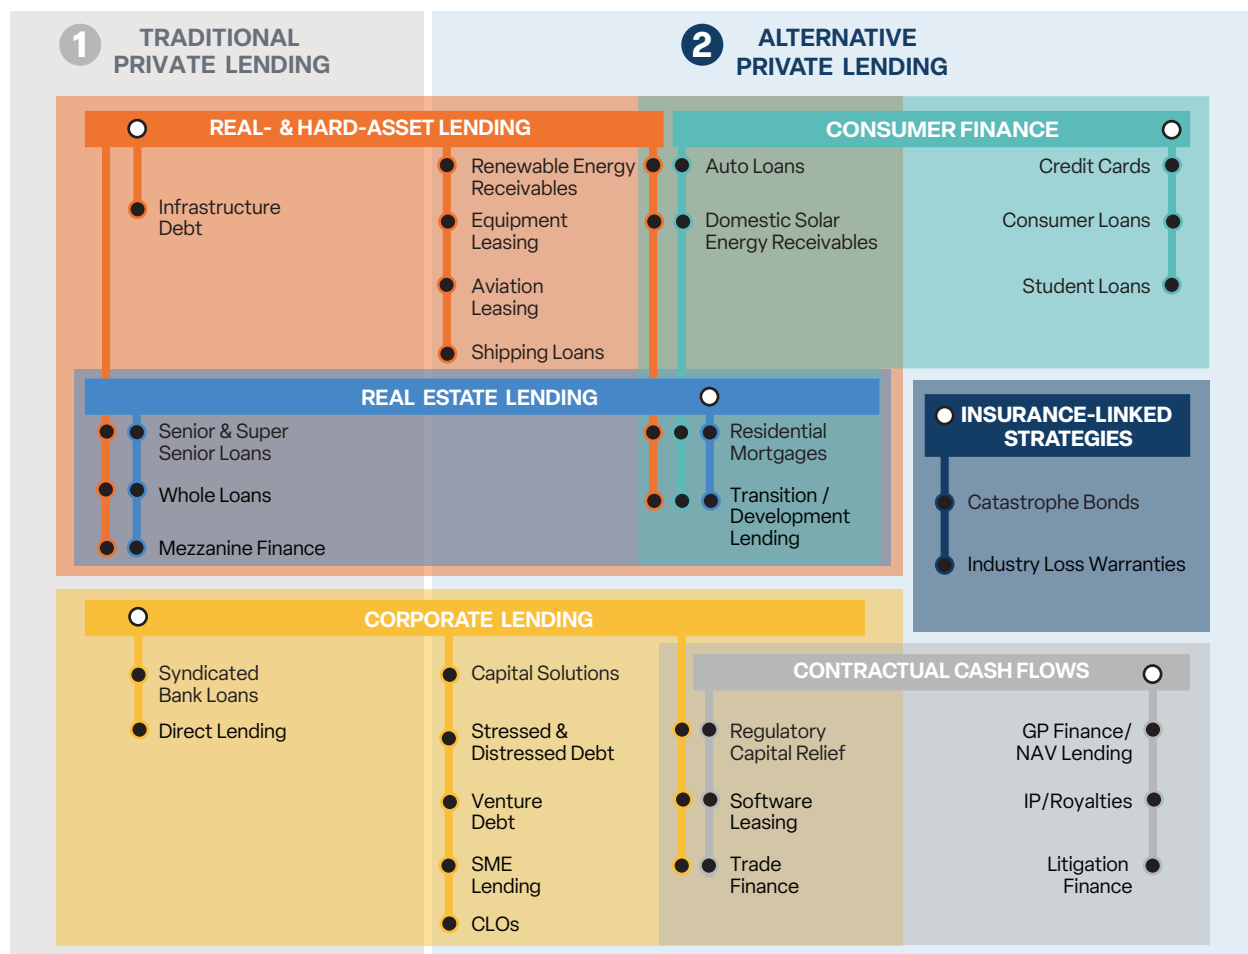 1
TRADITIONAL
PRIVATE LENDING
2
ALTERNATIVE
PRIVATE LENDING
REAL- & HARD-ASSET LENDING
Infrastructure
Debt
Renewable Energy
Receivables
Equipment
Leasing
Aviation
Leasing
Shipping Loans
CONSUMER FINANCE
Auto Loans
Domestic Solar
Energy Receivables
Credit Cards
Consumer Loans
Student Loans
REAL ESTATE LENDING
Senior & Super
Senior Loans
Whole Loans
Mezzanine Finance
Residential
Mortgages
Transition /
Development
Lending
INSURANCE-LINKED
STRATEGIES
Catastrophe Bonds
Industry Loss Warranties
CORPORATE LENDING
Syndicated
Bank Loans
Direct Lending
Capital Solutions
Stressed &
Distressed Debt
Venture
Debt
SME
Lending
CLOs
CONTRACTUAL CASH FLOWS
Regulatory
Capital Relief
Software
Leasing
Trade
Finance
GP Finance/
NAV Lending
IP/Royalties
Litigation
Finance